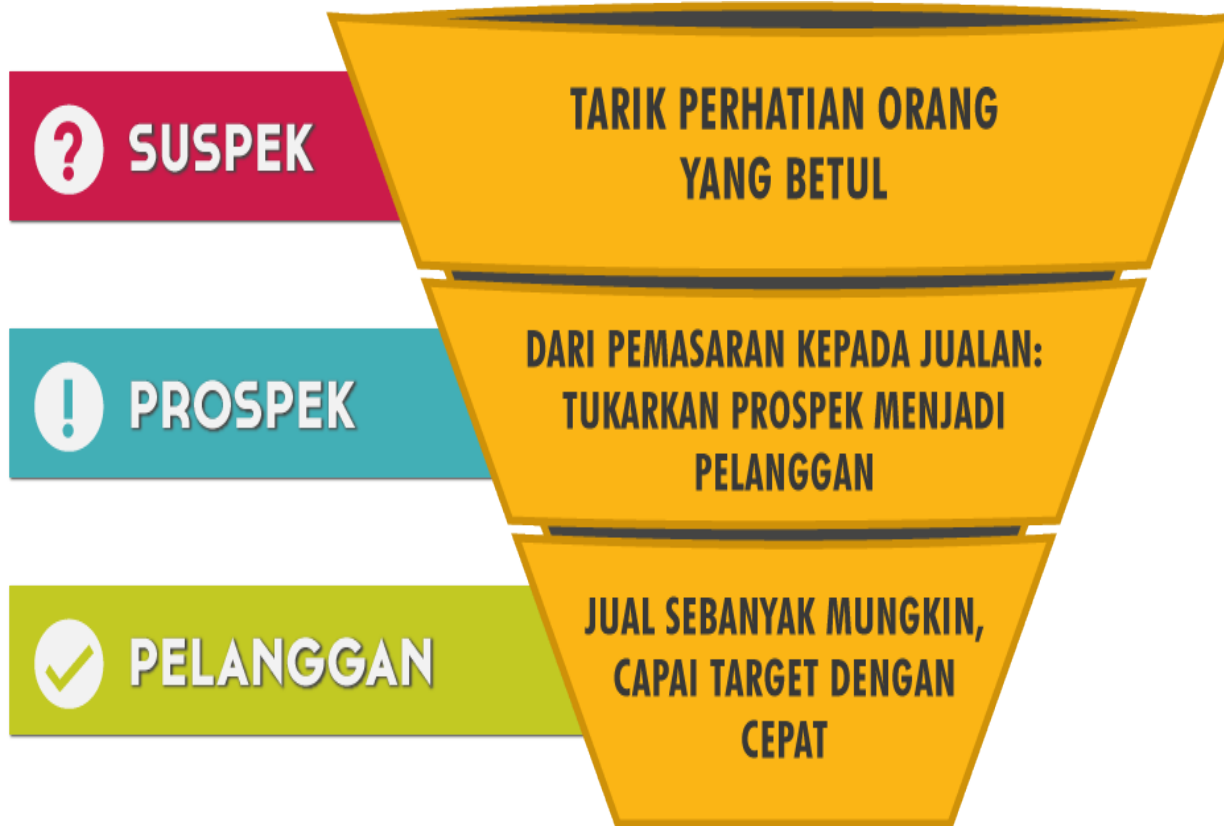 SUSPEK
TARIK PERHATIAN ORANG
YANG BETUL
PROSPEK
DARI PEMASARAN KEPADA JUALAN:
TUKARKAN PROSPEK MENJADI
PELANGGAN
PELANGGAN
JUAL SEBANYAK MUNGKIN,
CAPAI TARGET DENGAN
CEPAT